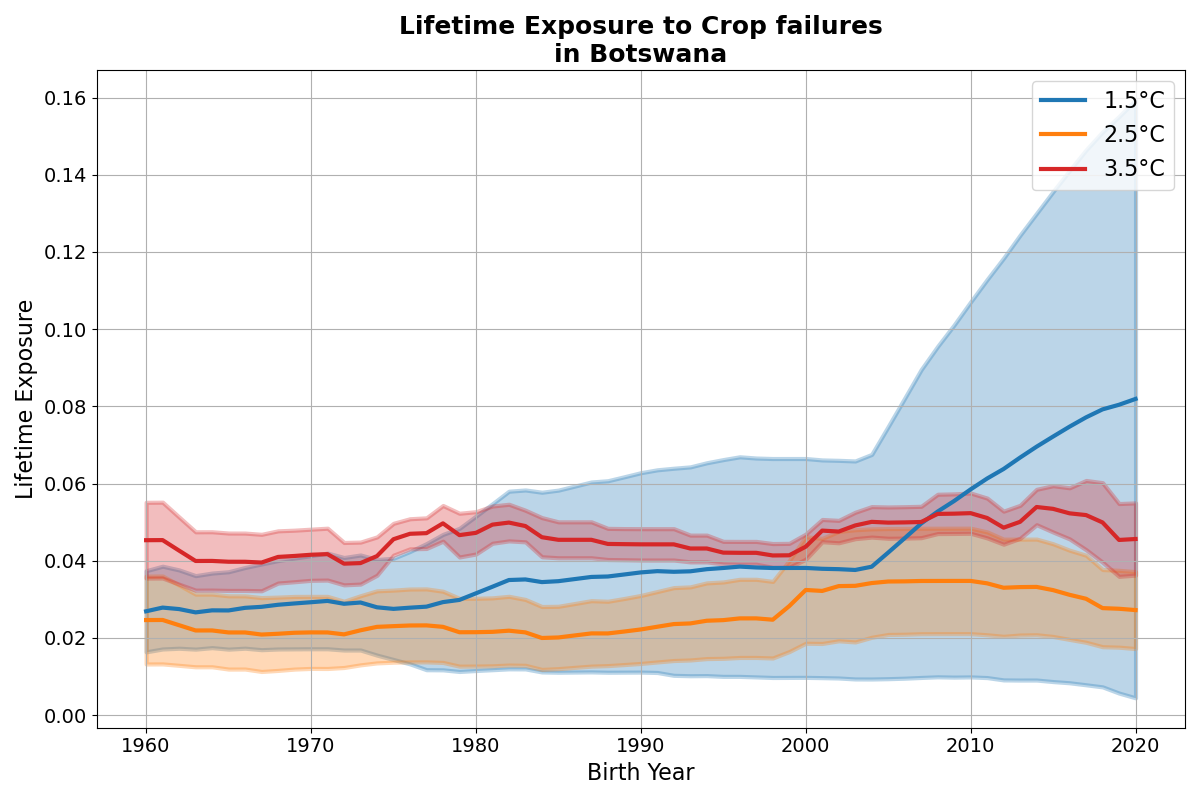 Lifetime Exposure to Crop failures
in Botswana
0.16
0.14
0.12
0.10
0.08
0.06
0.04
0.02
0.00
Lifetime Exposure
1.5°C
2.5°C
3.5°C
1960 1970 1980 1990 2000 2010 2020
Birth Year